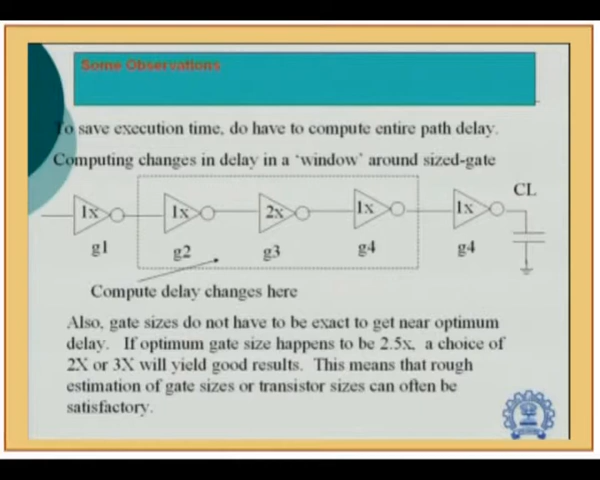 Some Observations
To save execution time, do have to compute entire path delay.
Computing changes in delay in a ‘window’ around sized-gate
CL
1x 1x 2x 1x 1x
g1 g2 g3 g4 g4
Compute delay changes here
Also, gate sizes do not have to be exact to get near optimum
delay. If optimum gate size happens to be 2.5x, a choice of
2X or 3X will yield good results. This means that rough
estimation of gate sizes or transistor sizes can often be
satisfactory.